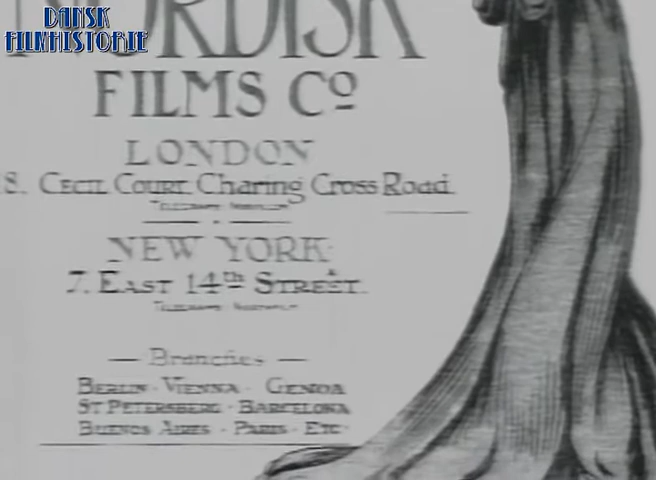 DANSK
FILMHISTORIE
NORDISK
FILMS Cº
LONDON
8. CECIL COURT Charing Cross Road.
NEW YORK
7. EAST 14th STREET.
— Branches —
BERLIN · VIENNA · GENOA
ST PETERSBERG · BARCELONA
BUENOS AIRES · PARIS · ETC